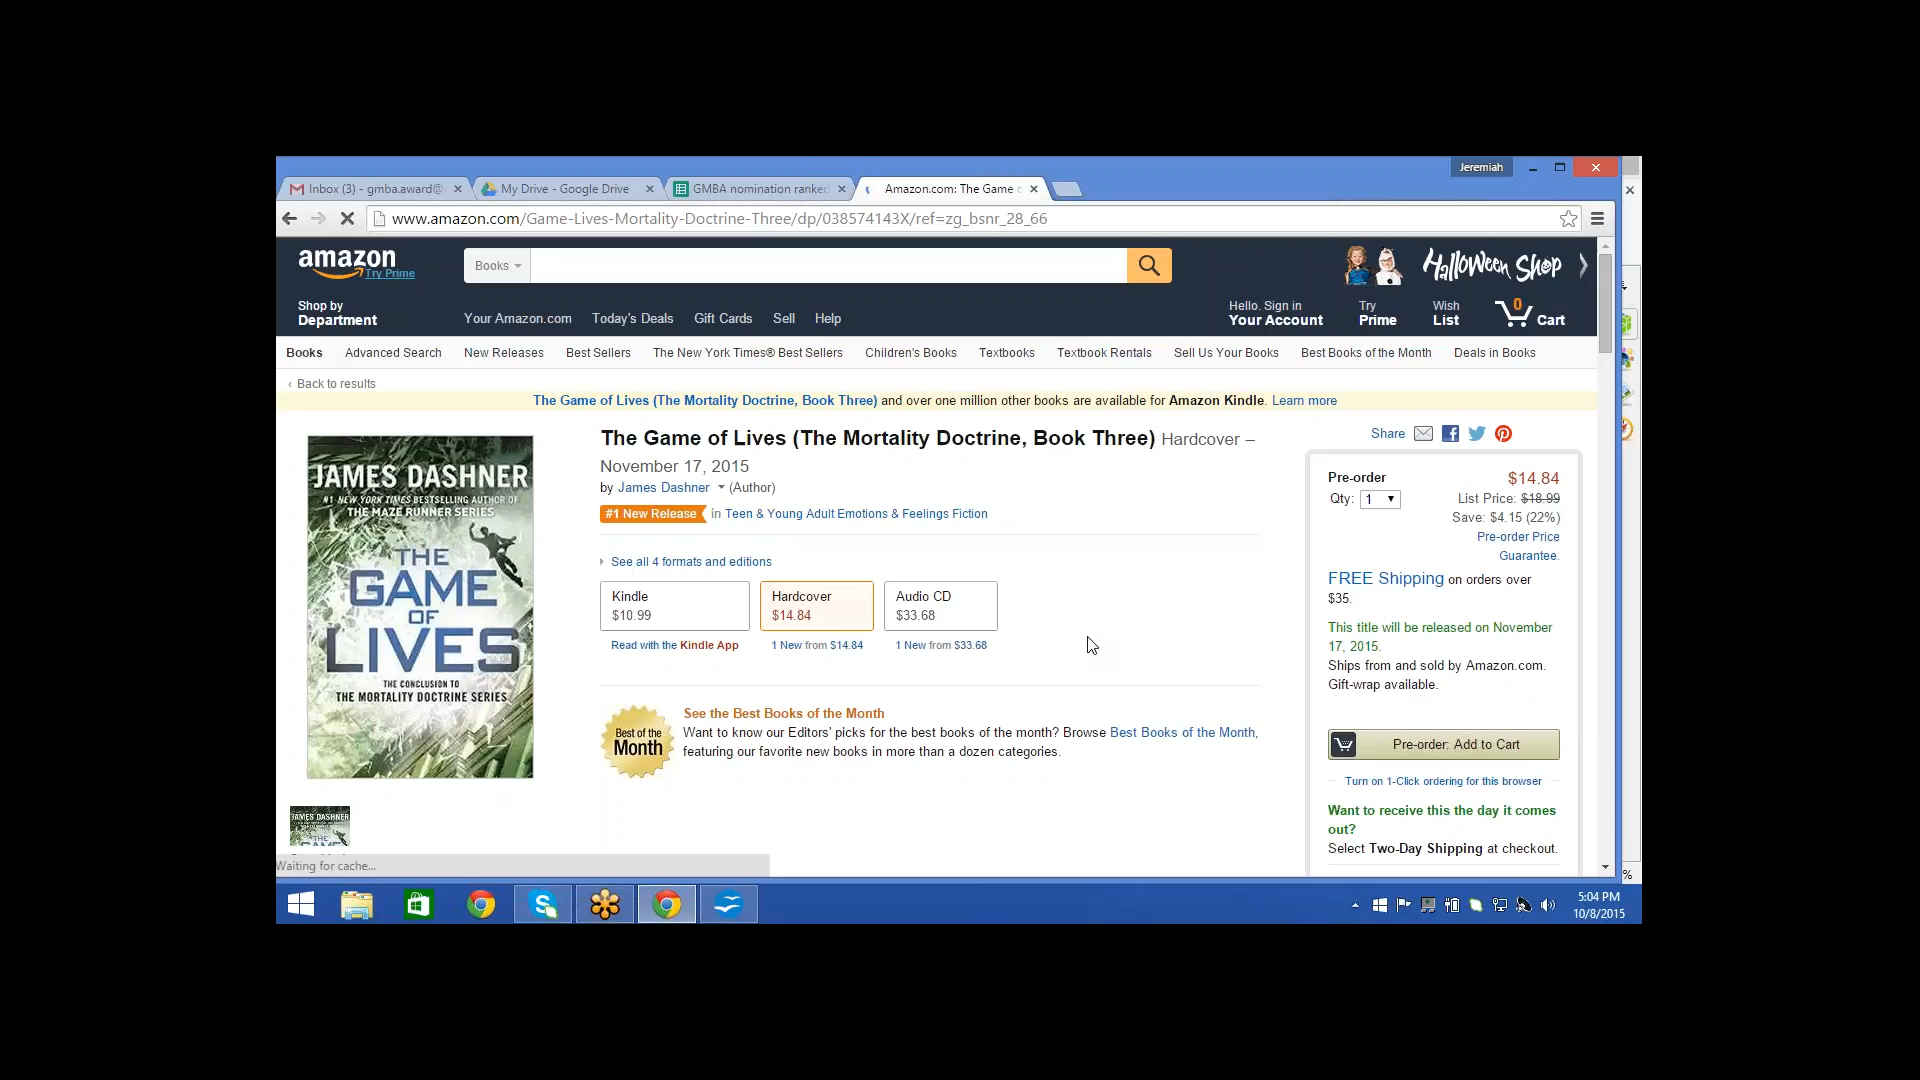 Jeremiah
Inbox (3) - gmba.award@
My Drive - Google Drive
GMBA nomination ranked
Amazon.com: The Game
www.amazon.com/Game-Lives-Mortality-Doctrine-Three/dp/038574143X/ref=zg_bsnr_28_66
amazon
Try Prime
Books
Halloween Shop
Shop by
Department
Your Amazon.com
Today's Deals
Gift Cards
Sell
Help
Hello. Sign in
Your Account
Try
Prime
Wish
List
0
Cart
Books
Advanced Search
New Releases
Best Sellers
The New York Times® Best Sellers
Children's Books
Textbooks
Textbook Rentals
Sell Us Your Books
Best Books of the Month
Deals in Books
‹ Back to results
The Game of Lives (The Mortality Doctrine, Book Three) and over one million other books are available for Amazon Kindle. Learn more
JAMES DASHNER
#1 NEW YORK TIMES BESTSELLING AUTHOR OF
THE MAZE RUNNER SERIES
THE
GAME
OF
LIVES
THE CONCLUSION TO
THE MORTALITY DOCTRINE SERIES
JAMES DASHNER
THE
The Game of Lives (The Mortality Doctrine, Book Three) Hardcover –
November 17, 2015
by James Dashner (Author)
#1 New Release in Teen & Young Adult Emotions & Feelings Fiction
See all 4 formats and editions
Kindle
$10.99
Hardcover
$14.84
Audio CD
$33.68
Read with the Kindle App
1 New from $14.84
1 New from $33.68
Best of the
Month
See the Best Books of the Month
Want to know our Editors' picks for the best books of the month? Browse Best Books of the Month,
featuring our favorite new books in more than a dozen categories.
Share
Pre-order
$14.84
Qty: 1
List Price: $18.99
Save: $4.15 (22%)
Pre-order Price
Guarantee.
FREE Shipping on orders over
$35.
This title will be released on November
17, 2015.
Ships from and sold by Amazon.com.
Gift-wrap available.
Pre-order: Add to Cart
Turn on 1-Click ordering for this browser
Want to receive this the day it comes
out?
Select Two-Day Shipping at checkout.
Waiting for cache...
%
5:04 PM
10/8/2015